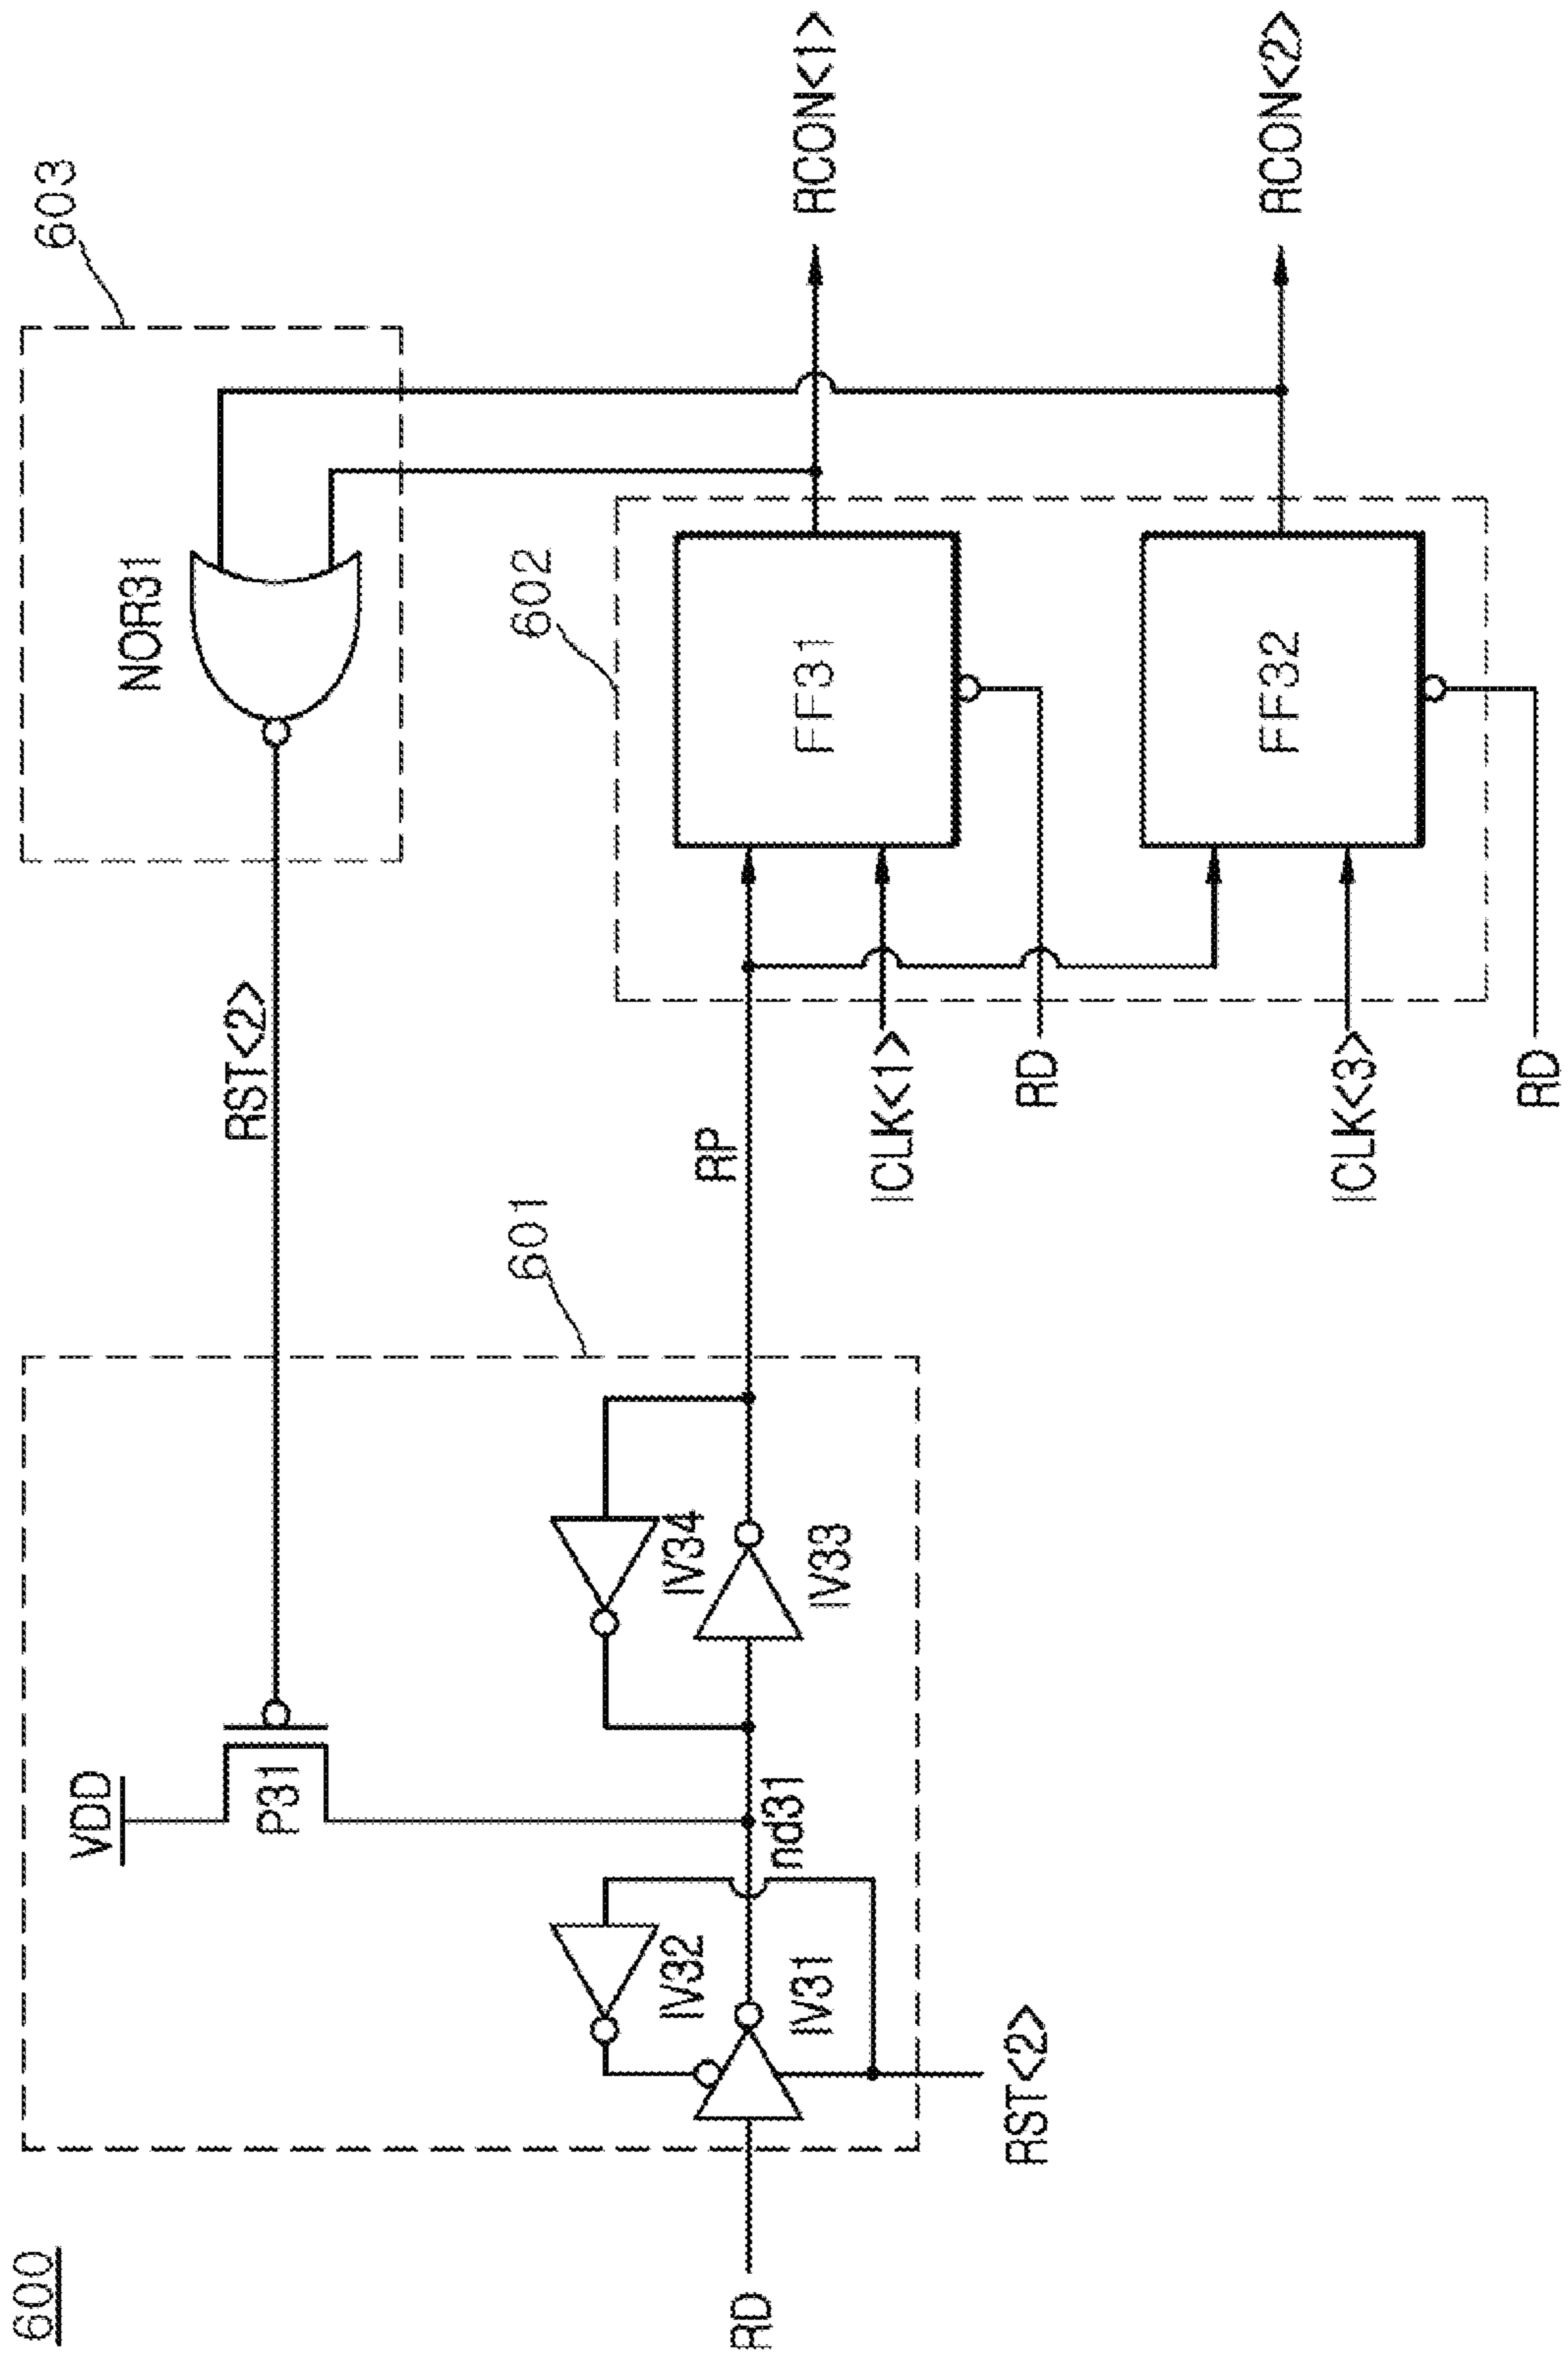 600
603
NOR31
RST<2>
VDD
P31
601
602
IV32
IV34
nd31
RD
IV31
IV33
RP
FF31
RCON<1>
RST<2>
ICLK<1>
RD
FF32
RCON<2>
ICLK<3>
RD